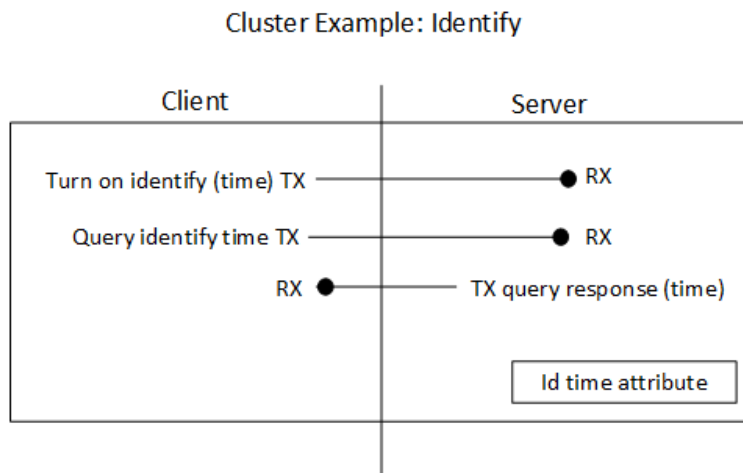 Cluster Example: Identify
Client
Server
Turn on identify (time) TX
RX
Query identify time TX
RX
RX
TX query response (time)
Id time attribute